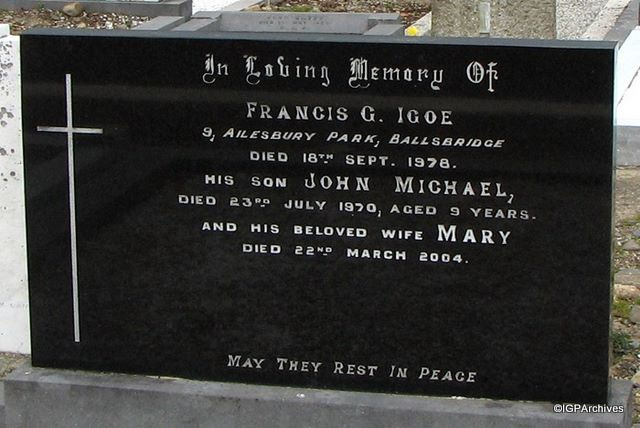 In Loving Memory Of
FRANCIS G. IGOE
9, AILESBURY PARK, BALLSBRIDGE
DIED 18TH SEPT. 1978.
HIS SON JOHN MICHAEL,
DIED 23RD JULY 1970, AGED 9 YEARS.
AND HIS BELOVED WIFE MARY
DIED 22ND MARCH 2004.
MAY THEY REST IN PEACE
©IGPArchives